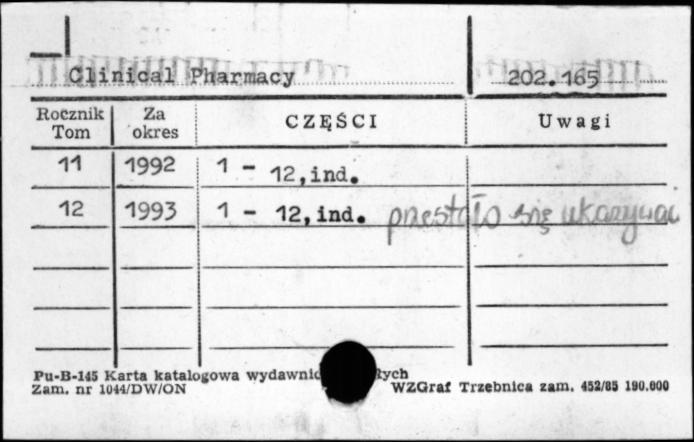 Clinical Pharmacy 202.165
Rocznik Tom Za okres CZĘŚCI Uwagi
11 1992 1 - 12, ind.
12 1993 1 - 12, ind. przestało się ukazywać
Pu-B-145 Karta katalogowa wydawnic łych
Zam. nr 1044/DW/ON WZGraf Trzebnica zam. 452/85 190.000